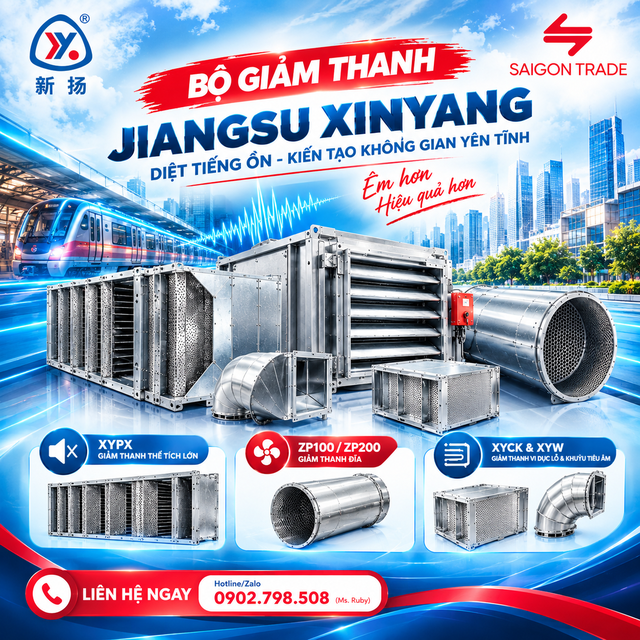 XY.
®
新扬
SAIGON TRADE
BỘ GIẢM THANH
JIANGSU XINYANG
DIỆT TIẾNG ỒN - KIẾN TẠO KHÔNG GIAN YÊN TĨNH
Êm hơn
Hiệu quả hơn
XYPX
GIẢM THANH THỂ TÍCH LỚN
ZP100 / ZP200
GIẢM THANH ĐĨA
XYCK & XYW
GIẢM THANH VI DỤC LỖ & KHUỶU TIÊU ÂM
LIÊN HỆ NGAY
Hotline/Zalo
0902.798.508 (Ms. Ruby)